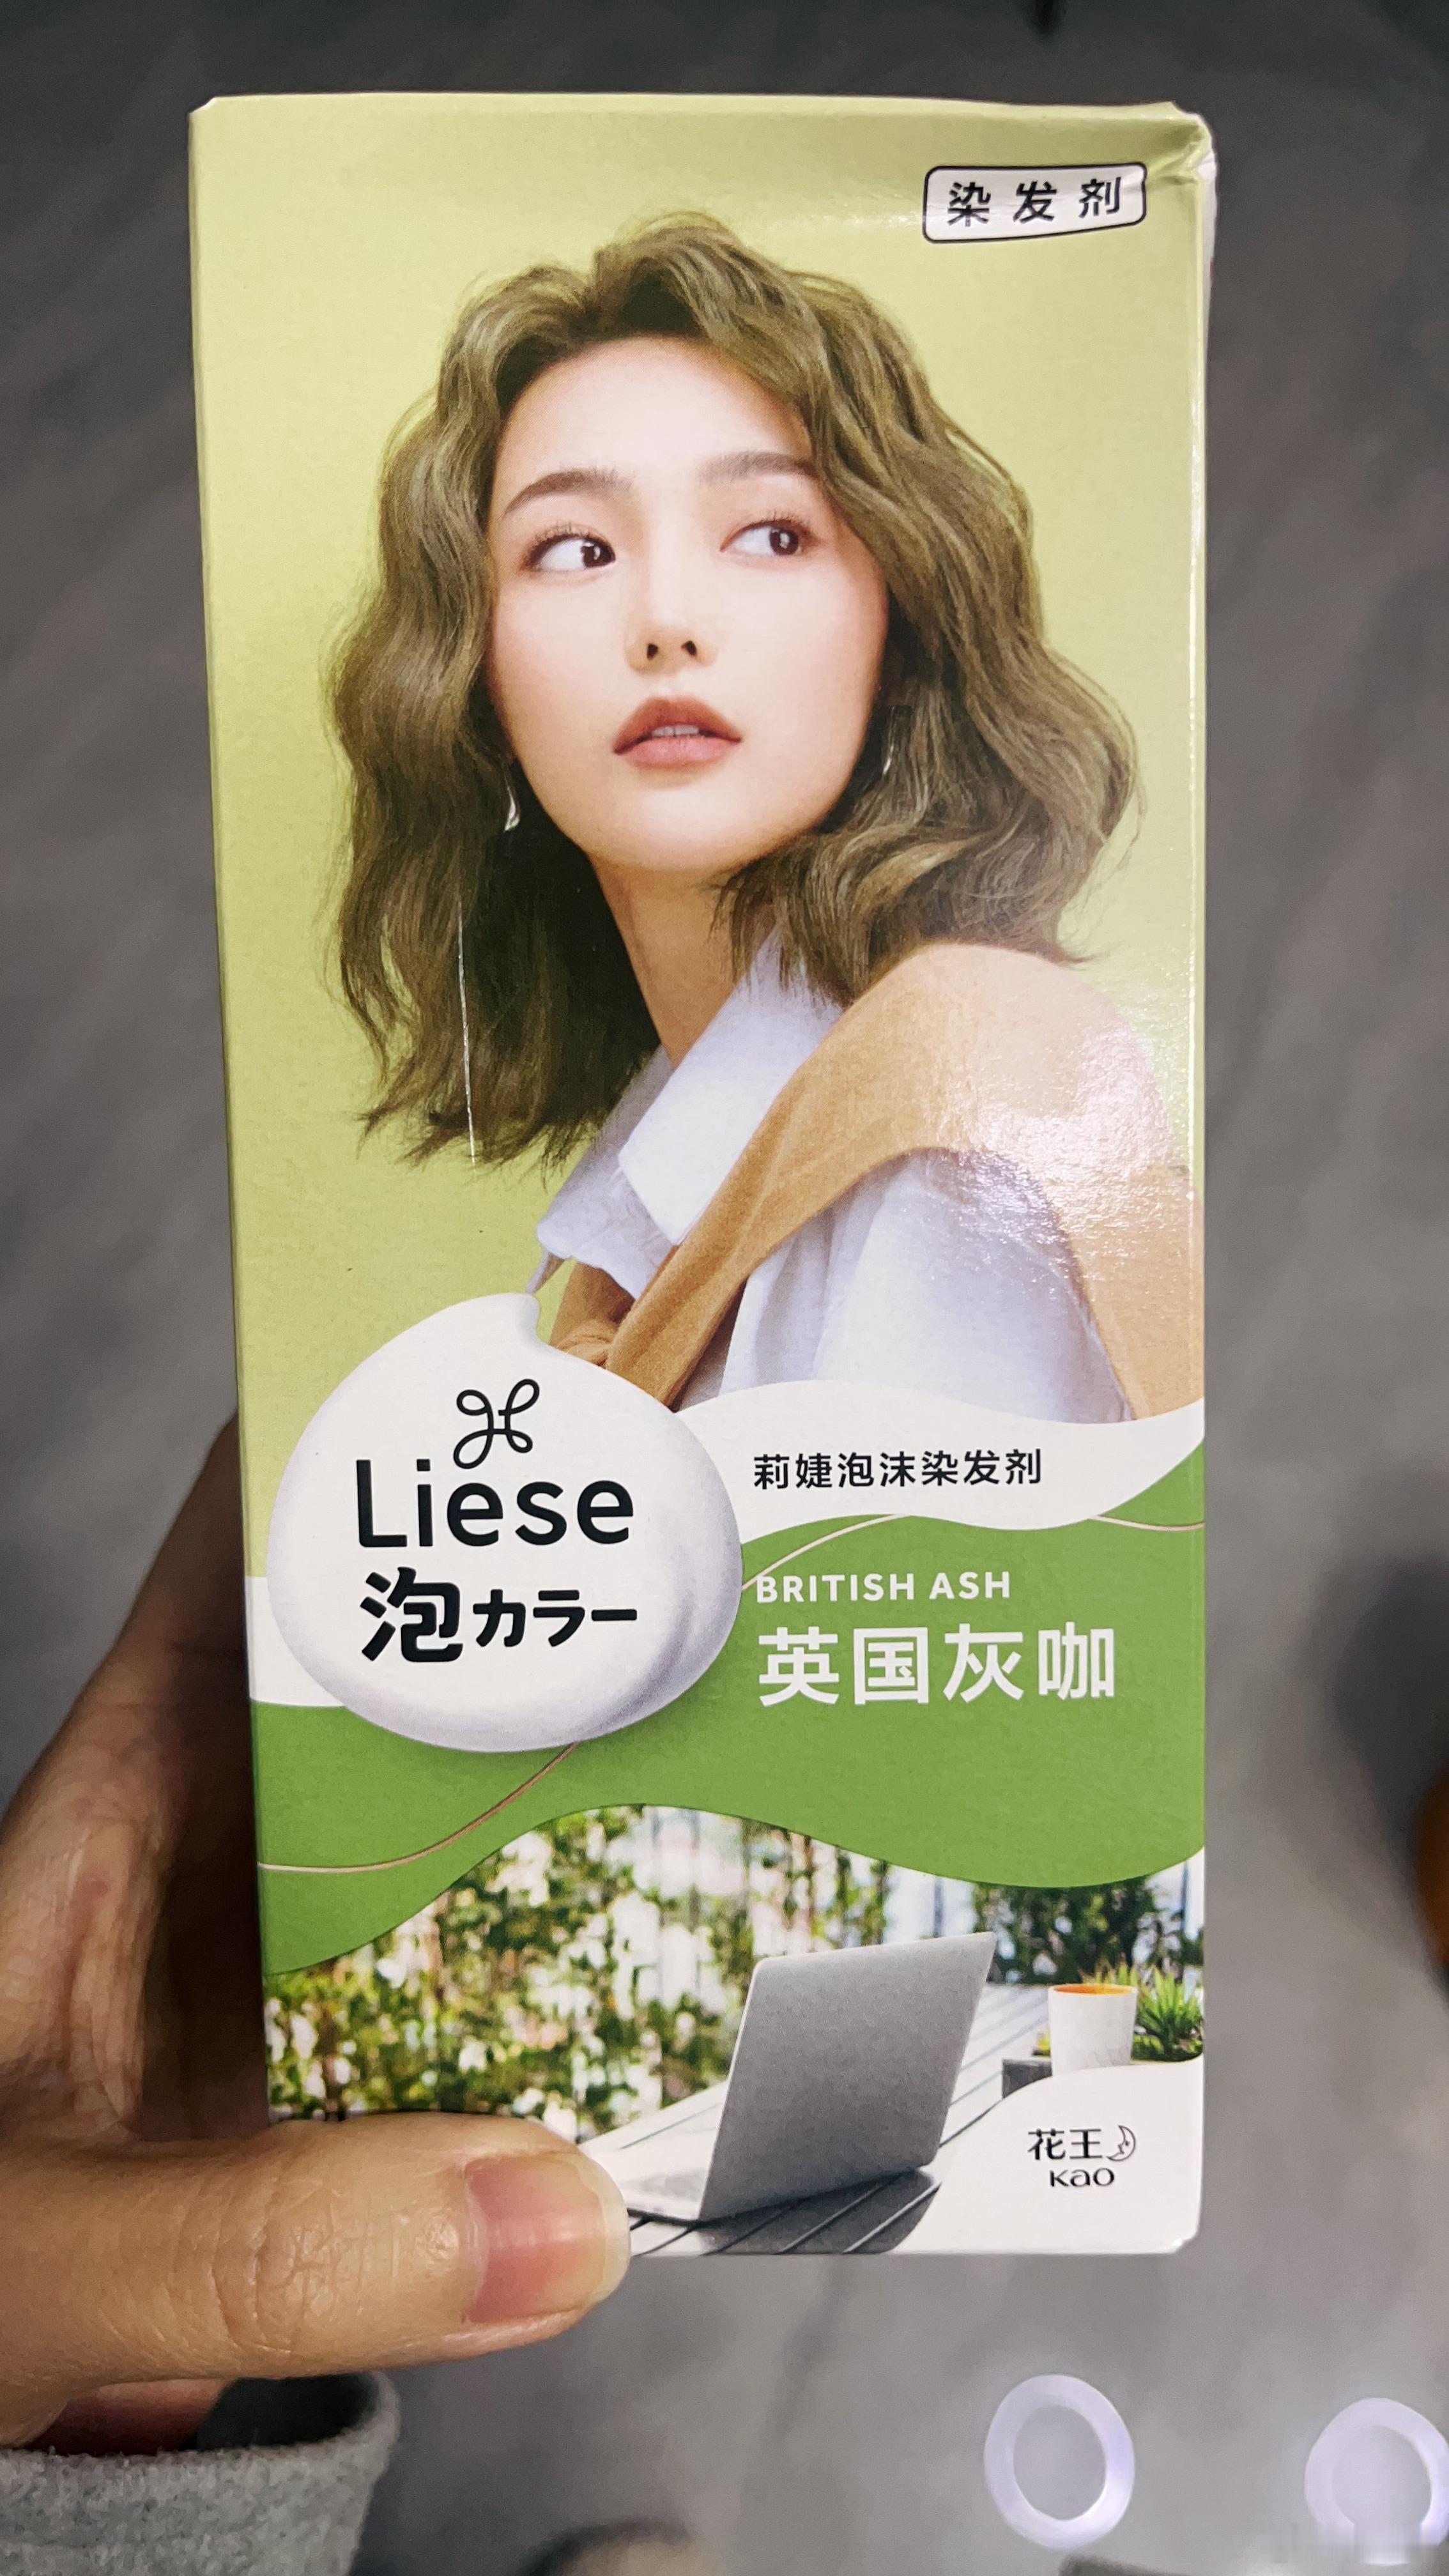 染发剂
Liese
泡カラー
莉婕泡沫染发剂
BRITISH ASH
英国灰咖
花王
Kao